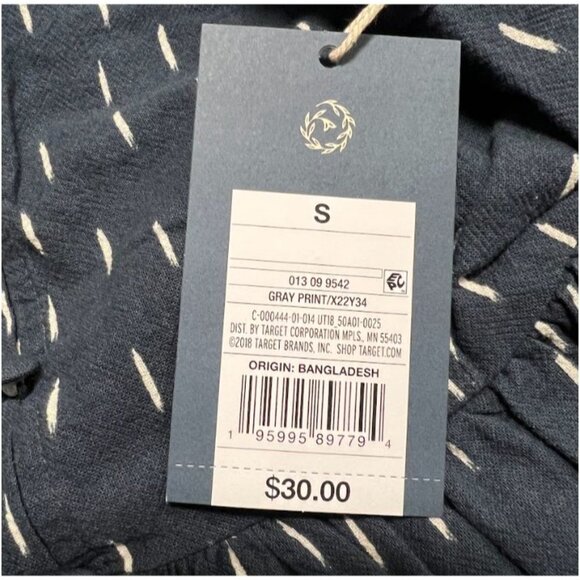 S
013 09 9542
GRAY PRINT/X22Y34
C-000444-01-014 UT18_50A01-0025
DIST. BY TARGET CORPORATION MPLS, MN 55403
©2018 TARGET BRANDS, INC. SHOP TARGET.COM
ORIGIN: BANGLADESH
1 95995 89779 4
$30.00